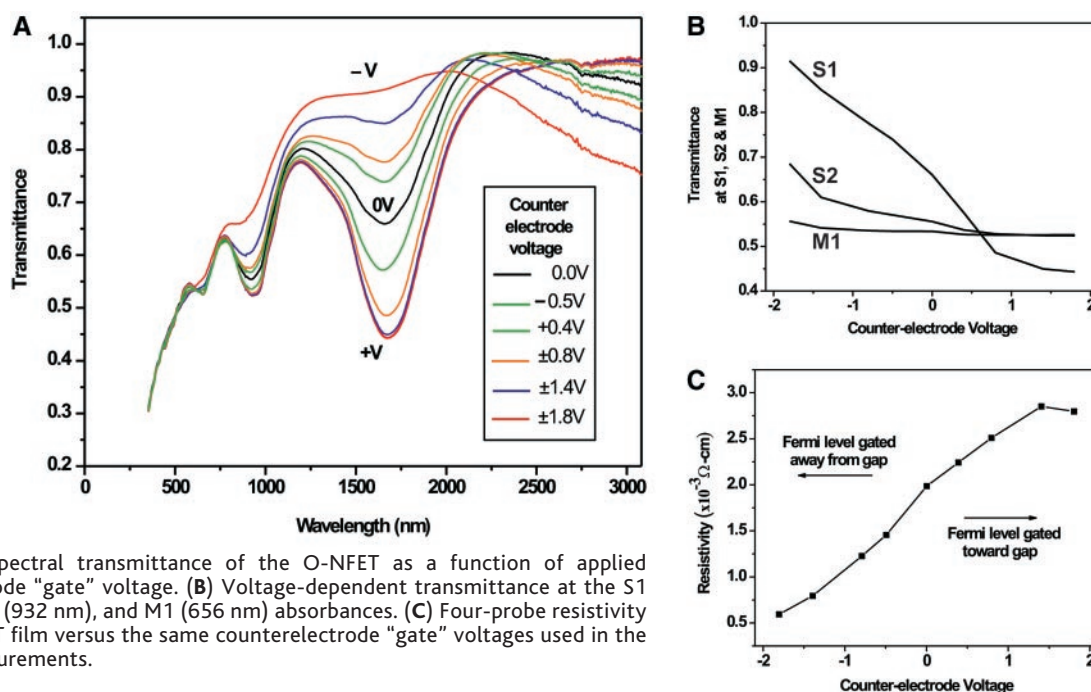 A
1.0
0.9
0.8
0.7
0.6
0.5
0.4
0.3
0.2
Transmittance
0 500 1000 1500 2000 2500 3000
Wavelength (nm)
–V
0V
+V
Counter
electrode
voltage
0.0V
–0.5V
+0.4V
±0.8V
±1.4V
±1.8V
B
1.0
0.9
0.8
0.7
0.6
0.5
0.4
Transmittance
at S1, S2 & M1
S1
S2
M1
-2 -1 0 1 2
Counter-electrode Voltage
C
3.0
2.5
2.0
1.5
1.0
0.5
Resistivity (x10⁻³Ω-cm)
Fermi level gated
away from gap
Fermi level gated
toward gap
-2 -1 0 1 2
Counter-electrode Voltage
pectral transmittance of the O-NFET as a function of applied
de “gate” voltage. (B) Voltage-dependent transmittance at the S1
(932 nm), and M1 (656 nm) absorbances. (C) Four-probe resistivity
T film versus the same counterelectrode “gate” voltages used in the
urements.